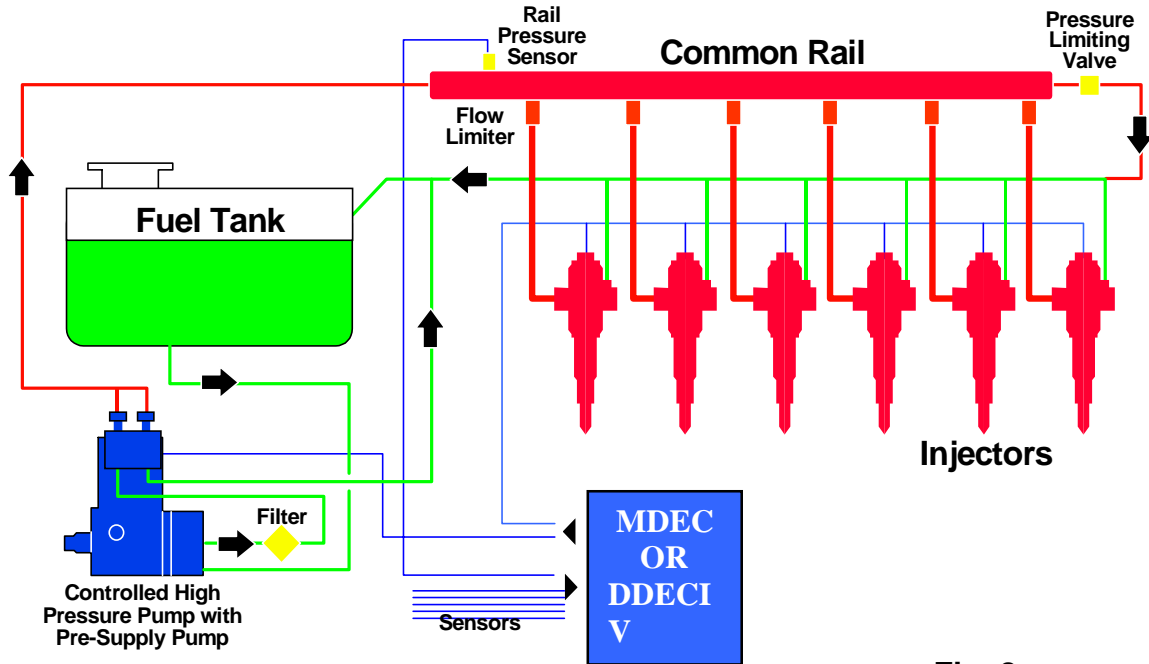 Rail
Pressure
Sensor
Common Rail
Pressure
Limiting
Valve
Flow
Limiter
Fuel Tank
Injectors
Filter
MDEC
OR
DDECI
V
Controlled High
Pressure Pump with
Pre-Supply Pump
Sensors